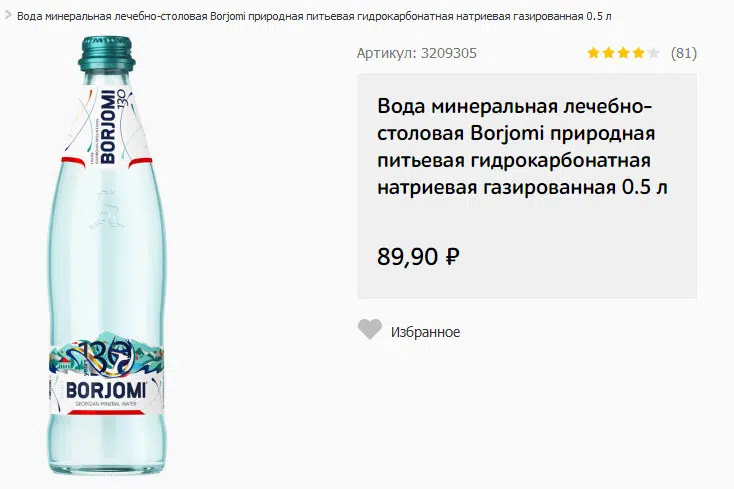 Вода минеральная лечебно-столовая Borjomi природная питьевая гидрокарбонатная натриевая газированная 0.5 л
Артикул: 3209305
(81)
Вода минеральная лечебно-
столовая Borjomi природная
питьевая гидрокарбонатная
натриевая газированная 0.5 л
89,90 ₽
Избранное
BORJOMI
130
130
BORJOMI
GEORGIAN MINERAL WATER